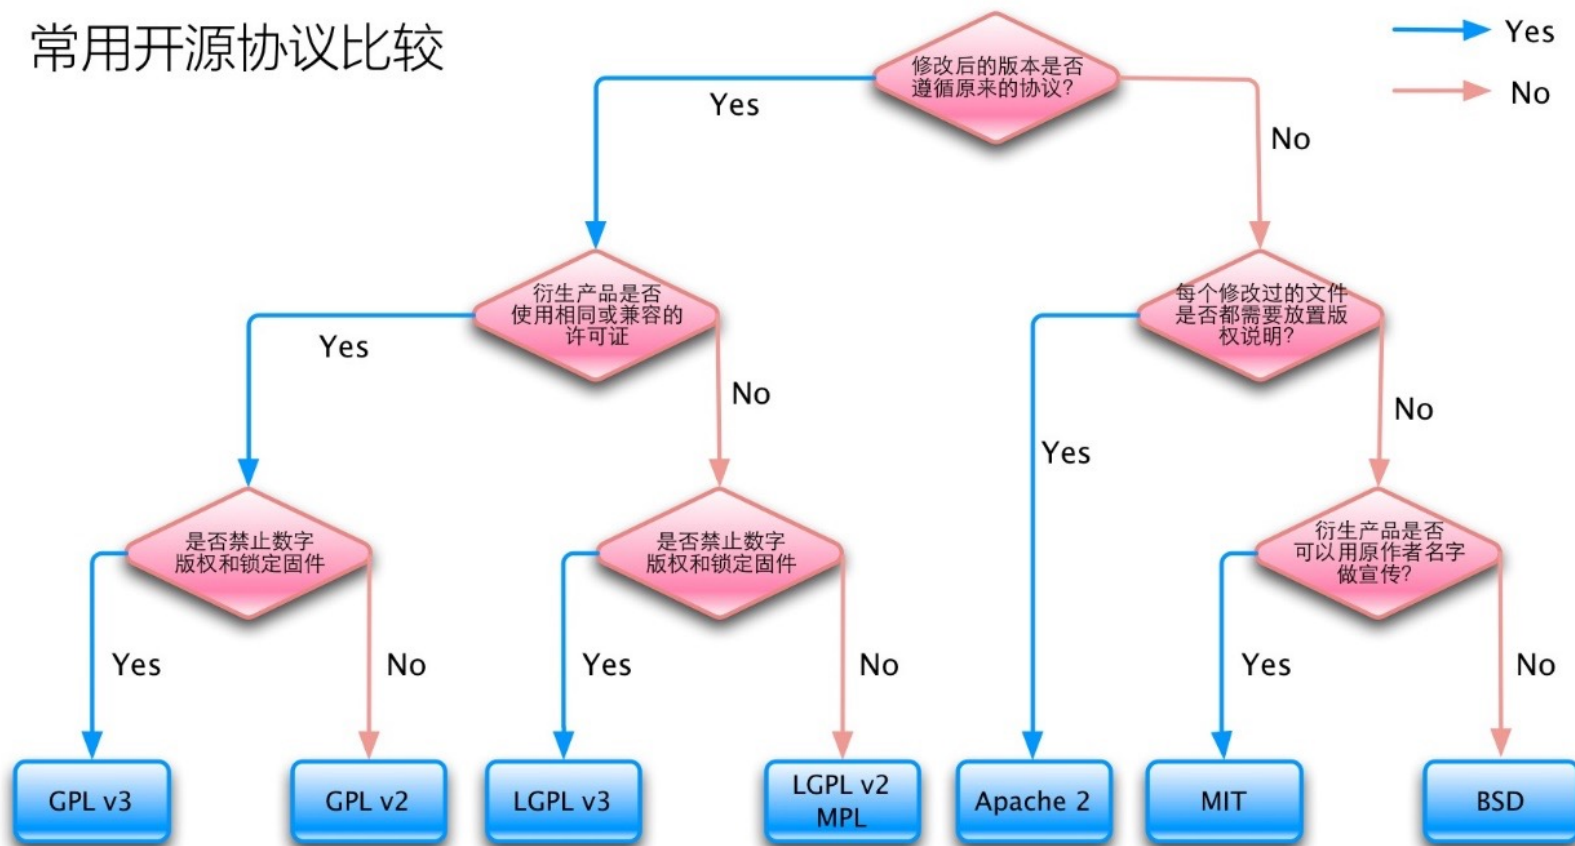 常用开源协议比较
Yes
No
修改后的版本是否
遵循原来的协议?
Yes
No
衍生产品是否
使用相同或兼容的
许可证
每个修改过的文件
是否都需要放置版
权说明?
Yes
No
Yes
No
是否禁止数字
版权和锁定固件
是否禁止数字
版权和锁定固件
衍生产品是否
可以用原作者名字
做宣传?
Yes
No
Yes
No
Yes
No
GPL v3
GPL v2
LGPL v3
LGPL v2
MPL
Apache 2
MIT
BSD